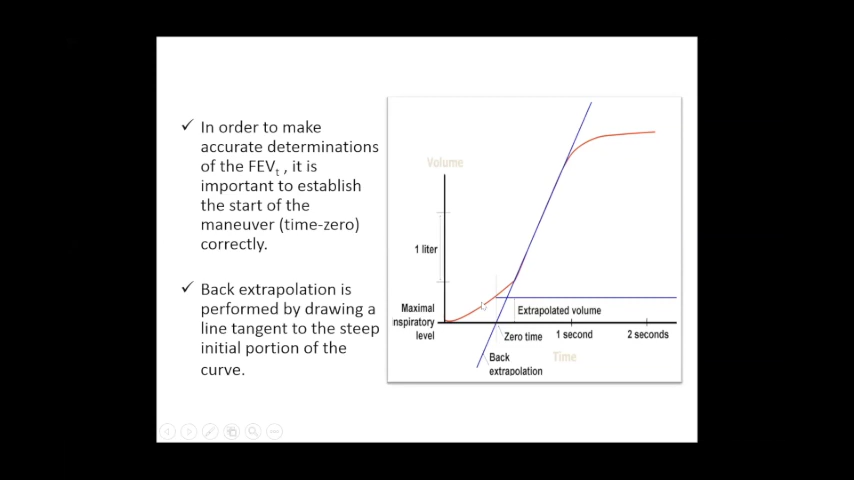 ✓ In order to make
accurate determinations
of the FEVt , it is
important to establish
the start of the
maneuver (time-zero)
correctly.
✓ Back extrapolation is
performed by drawing a
line tangent to the steep
initial portion of the
curve.
Volume
1 liter
Maximal
inspiratory
level
Extrapolated volume
Zero time
1 second
2 seconds
Back
extrapolation
Time